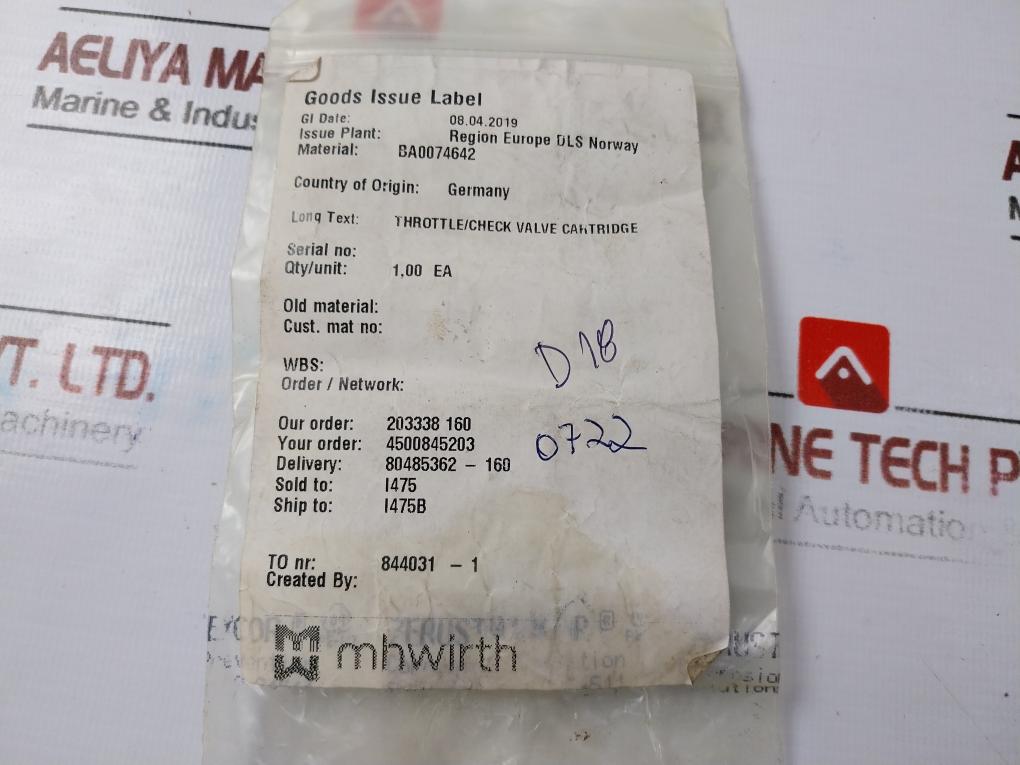 AELIYA MA
Marine & Indus
Goods Issue Label
GI Date: 08.04.2019
Issue Plant: Region Europe DLS Norway
Material: BA0074642
Country of Origin: Germany
Long Text: THROTTLE/CHECK VALVE CARTRIDGE
Serial no:
Qty/unit: 1,00 EA
Old material:
Cust. mat no:
WBS:
Order / Network:
D 18
Our order: 203338 160
Your order: 4500845203
0722
Delivery: 80485362 - 160
Sold to: I475
Ship to: I475B
TO nr: 844031 - 1
Created By:
mhwirth
T. LTD.
achinery
NE TECH P
Automatio